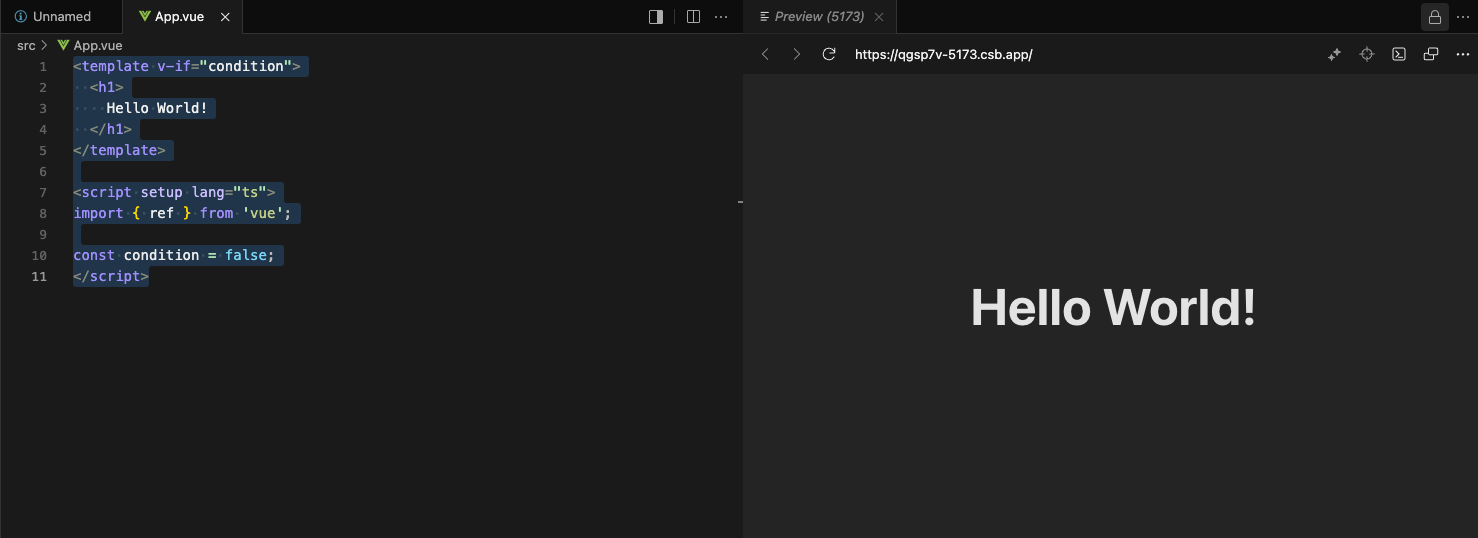 Unnamed
App.vue
src > App.vue
1 <template v-if="condition">
2 <h1>
3 Hello World!
4 </h1>
5 </template>
6
7 <script setup lang="ts">
8 import { ref } from 'vue';
9
10 const condition = false;
11 </script>
Preview (5173)
https://qgsp7v-5173.csb.app/
Hello World!